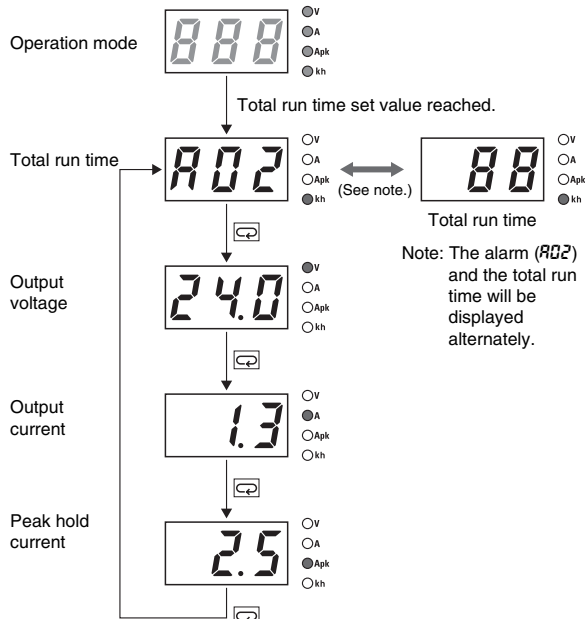 Operation mode
888
V
A
Apk
kh
Total run time set value reached.
Total run time
A02
V
A
Apk
kh
(See note.)
88
V
A
Apk
kh
Total run time
Note: The alarm (A02)
and the total run
time will be
displayed
alternately.
Output
voltage
24.0
V
A
Apk
kh
Output
current
1.3
V
A
Apk
kh
Peak hold
current
2.5
V
A
Apk
kh